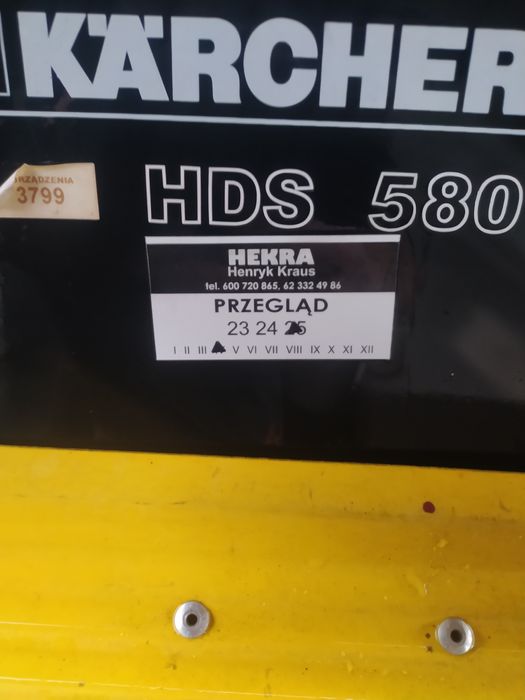 KÄRCHER
RZĄDZENIA
3799
HDS 580
HEKRA
Henryk Kraus
tel. 600 720 865, 62 332 49 86
PRZEGLĄD
23 24 25
I II III V VI VII VIII IX X XI XII